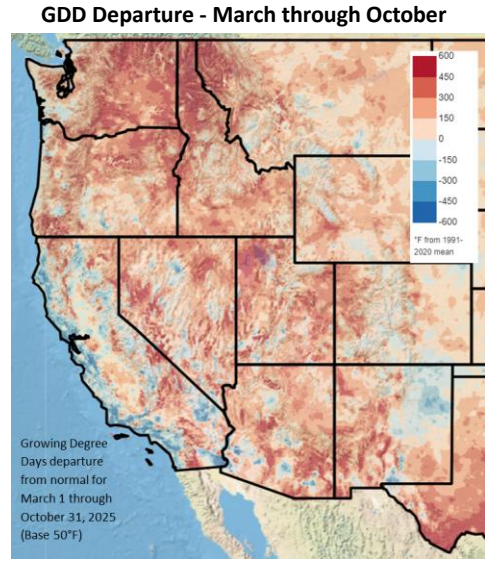 GDD Departure - March through October
600
450
300
150
0
-150
-300
-450
-600
°F from 1991-
2020 mean
Growing Degree
Days departure
from normal for
March 1 through
October 31, 2025
(Base 50°F)